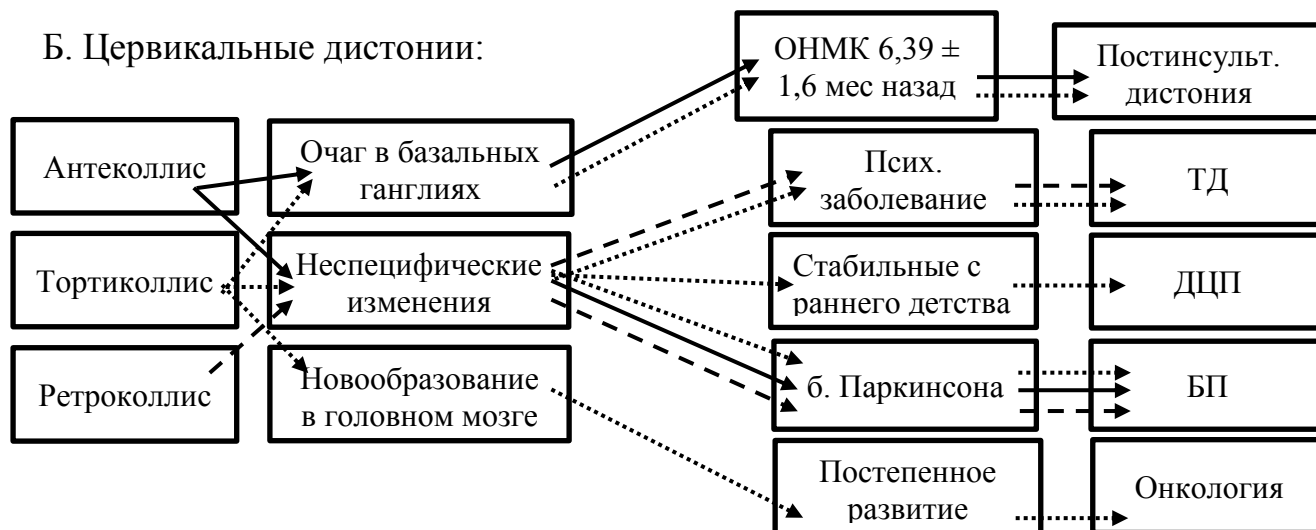 Б. Цервикальные дистонии:
ОНМК 6,39 ±
1,6 мес назад
Постинсульт.
дистония
Антеколлис
Очаг в базальных
ганглиях
Псих.
заболевание
ТД
Тортиколлис
Неспецифические
изменения
Стабильные с
раннего детства
ДЦП
Ретроколлис
Новообразование
в головном мозге
б. Паркинсона
БП
Постепенное
развитие
Онкология